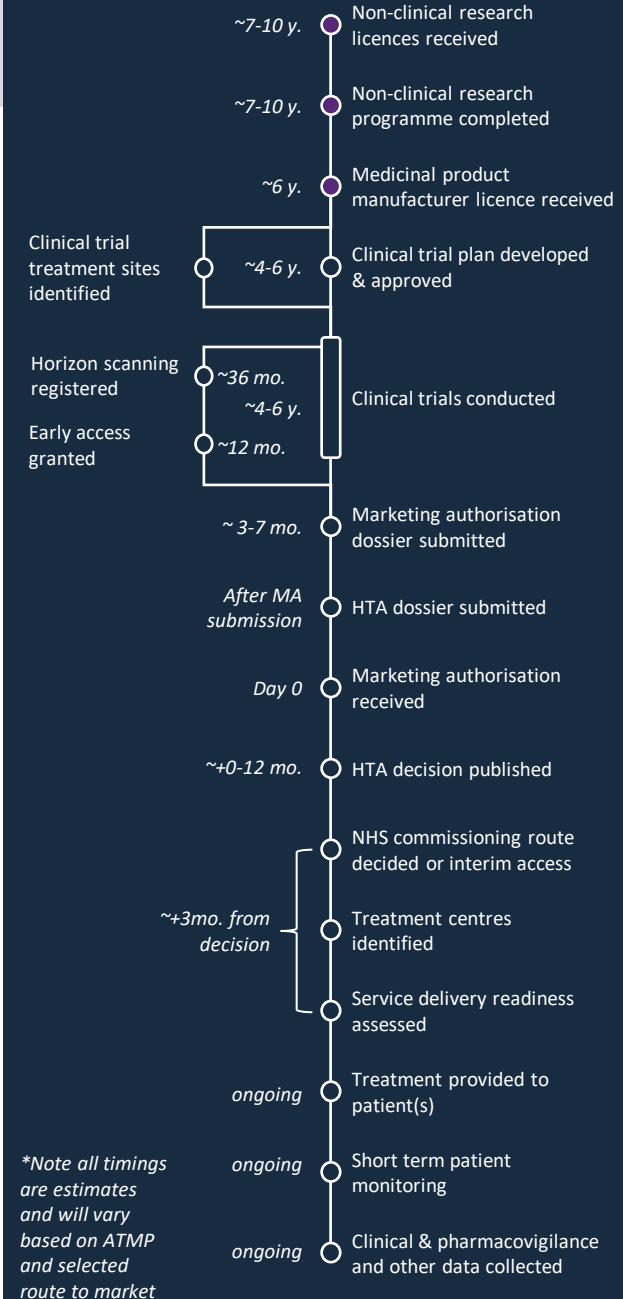 ~7-10 y.
Non-clinical research
licences received
~7-10 y.
Non-clinical research
programme completed
~6 y.
Medicinal product
manufacturer licence received
Clinical trial
treatment sites
identified
~4-6 y.
Clinical trial plan developed
& approved
Horizon scanning
registered
~36 mo.
~4-6 y.
Clinical trials conducted
Early access
granted
~12 mo.
~ 3-7 mo.
Marketing authorisation
dossier submitted
After MA
submission
HTA dossier submitted
Day 0
Marketing authorisation
received
~+0-12 mo.
HTA decision published
NHS commissioning route
decided or interim access
~+3mo. from
decision
Treatment centres
identified
Service delivery readiness
assessed
ongoing
Treatment provided to
patient(s)
ongoing
Short term patient
monitoring
ongoing
Clinical & pharmacovigilance
and other data collected
*Note all timings
are estimates
and will vary
based on ATMP
and selected
route to market